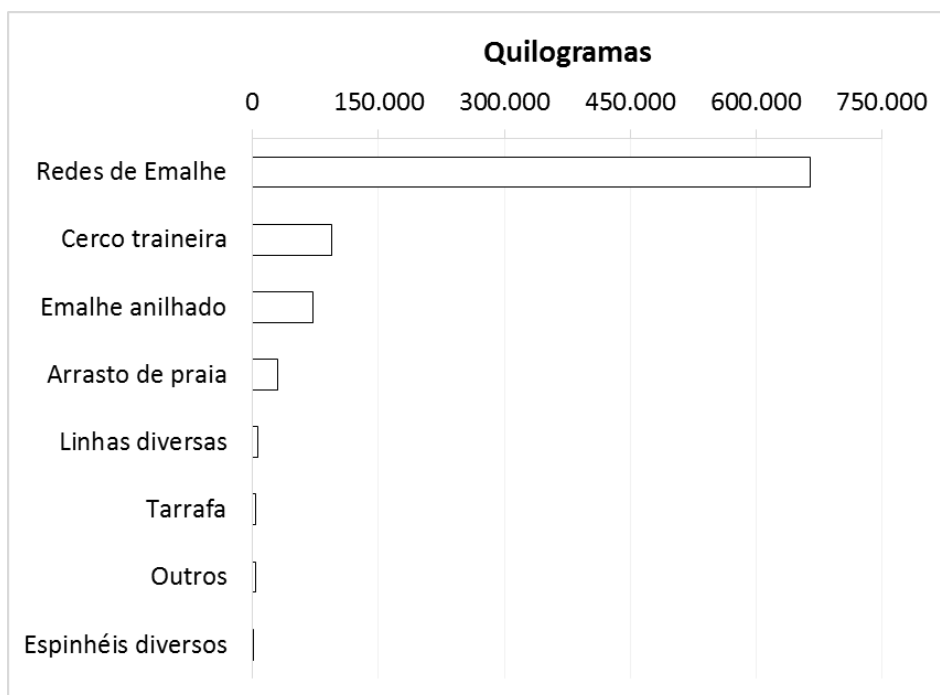 Quilogramas
0 150.000 300.000 450.000 600.000 750.000
Redes de Emalhe
Cerco traineira
Emalhe anilhado
Arrasto de praia
Linhas diversas
Tarrafa
Outros
Espinhéis diversos